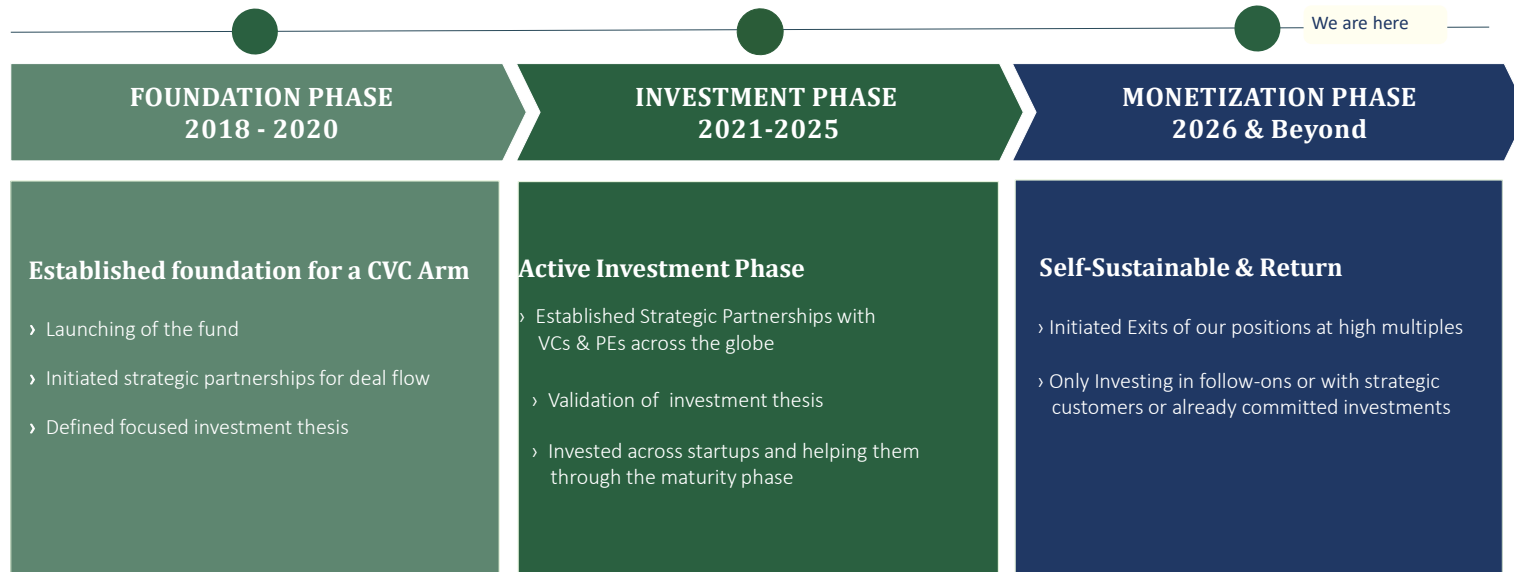 We are here
FOUNDATION PHASE
2018 - 2020
INVESTMENT PHASE
2021-2025
MONETIZATION PHASE
2026 & Beyond
Established foundation for a CVC Arm
› Launching of the fund
› Initiated strategic partnerships for deal flow
› Defined focused investment thesis
Active Investment Phase
› Established Strategic Partnerships with
VCs & PEs across the globe
› Validation of investment thesis
› Invested across startups and helping them
through the maturity phase
Self-Sustainable & Return
› Initiated Exits of our positions at high multiples
› Only Investing in follow-ons or with strategic
customers or already committed investments